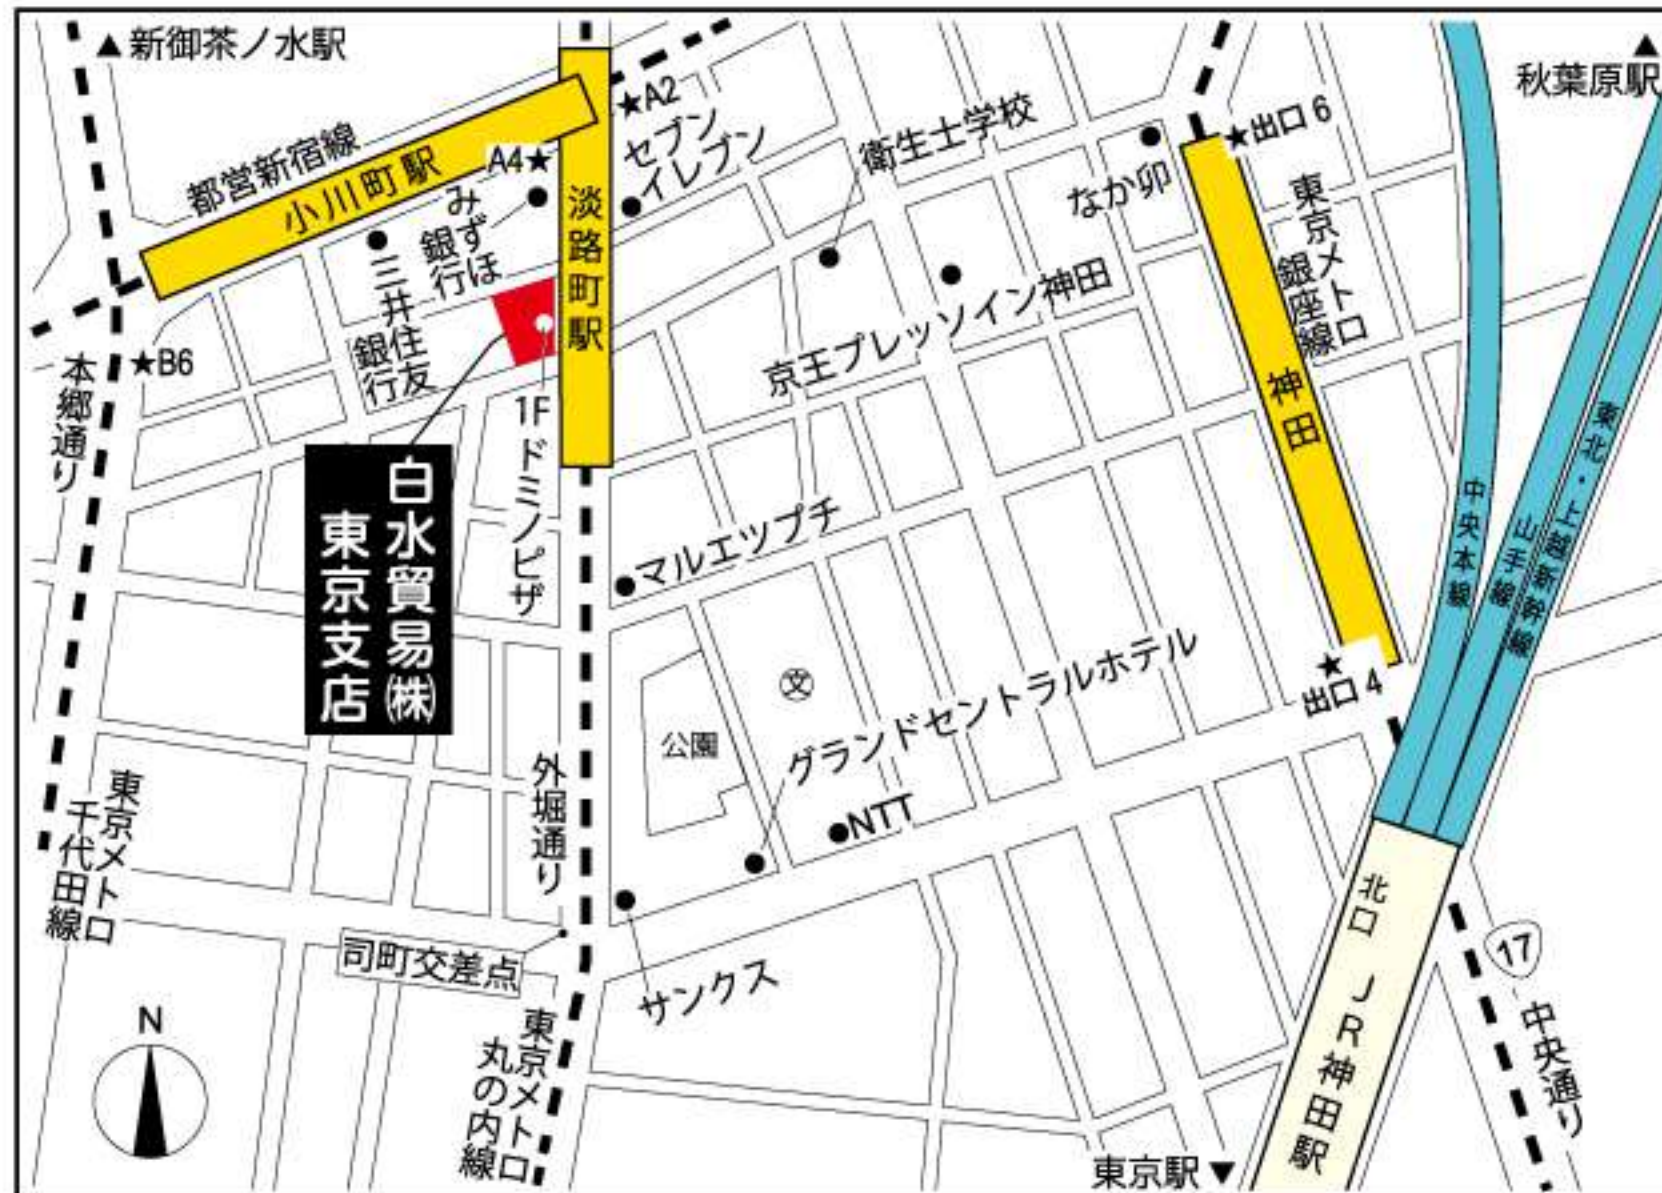 ▲新御茶ノ水駅
▲
秋葉原駅
★A2
セブン
イレブン
都営新宿線
小川町駅
A4★
みずほ
銀行
三井住友
銀行
淡路町駅
衛生士学校
なか卯
★出口6
東京メトロ
銀座線
京王プレッソイン神田
神田
★B6
本郷通り
1Fドミノピザ
白水貿易㈱
東京支店
マルエツプチ
中央本線
山手線
東北・上越新幹線
★
出口4
公園
文
グランドセントラルホテル
NTT
外堀通り
東京メトロ
千代田線
司町交差点
サンクス
東京メトロ
丸の内線
北口
JR神田駅
17
中央通り
N
東京駅▼